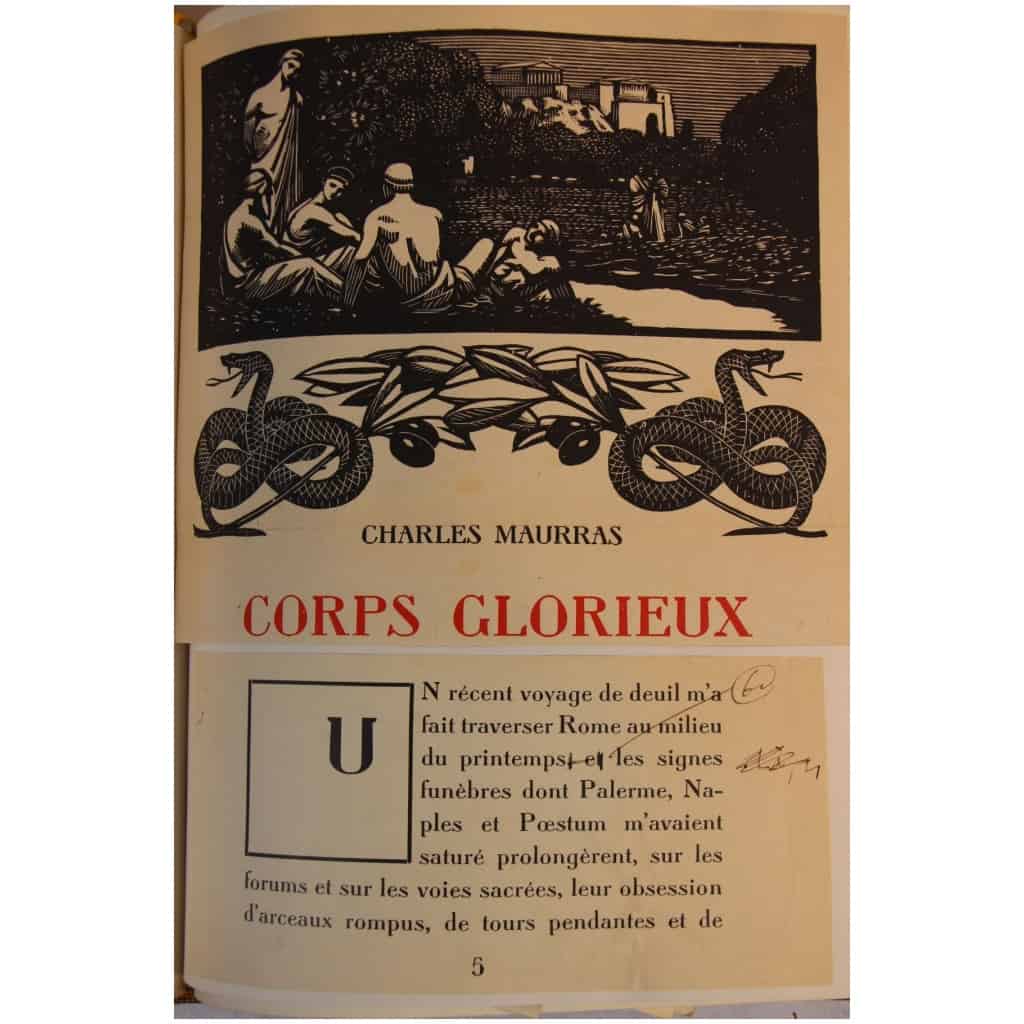 CHARLES MAURRAS
CORPS GLORIEUX
UN récent voyage de deuil m'a
fait traverser Rome au milieu
du printemps et les signes
funèbres dont Palerme, Na-
ples et Pœstum m'avaient
saturé prolongèrent, sur les
forums et sur les voies sacrées, leur obsession
d'arceaux rompus, de tours pendantes et de
5